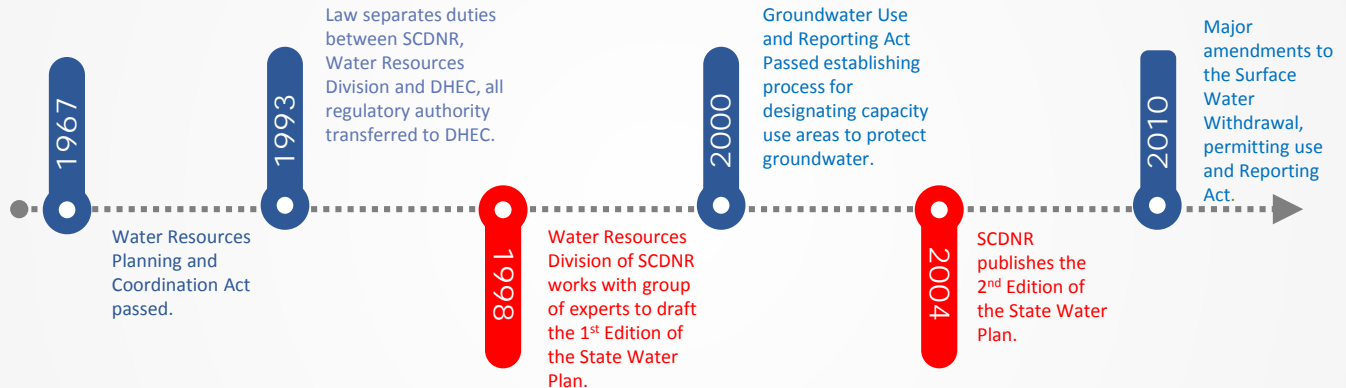 1967
Water Resources
Planning and
Coordination Act
passed.
1993
Law separates duties
between SCDNR,
Water Resources
Division and DHEC, all
regulatory authority
transferred to DHEC.
1998
Water Resources
Division of SCDNR
works with group
of experts to draft
the 1st Edition of
the State Water
Plan.
2000
Groundwater Use
and Reporting Act
Passed establishing
process for
designating capacity
use areas to protect
groundwater.
2004
SCDNR
publishes the
2nd Edition of
the State Water
Plan.
2010
Major
amendments to
the Surface
Water
Withdrawal,
permitting use
and Reporting
Act.